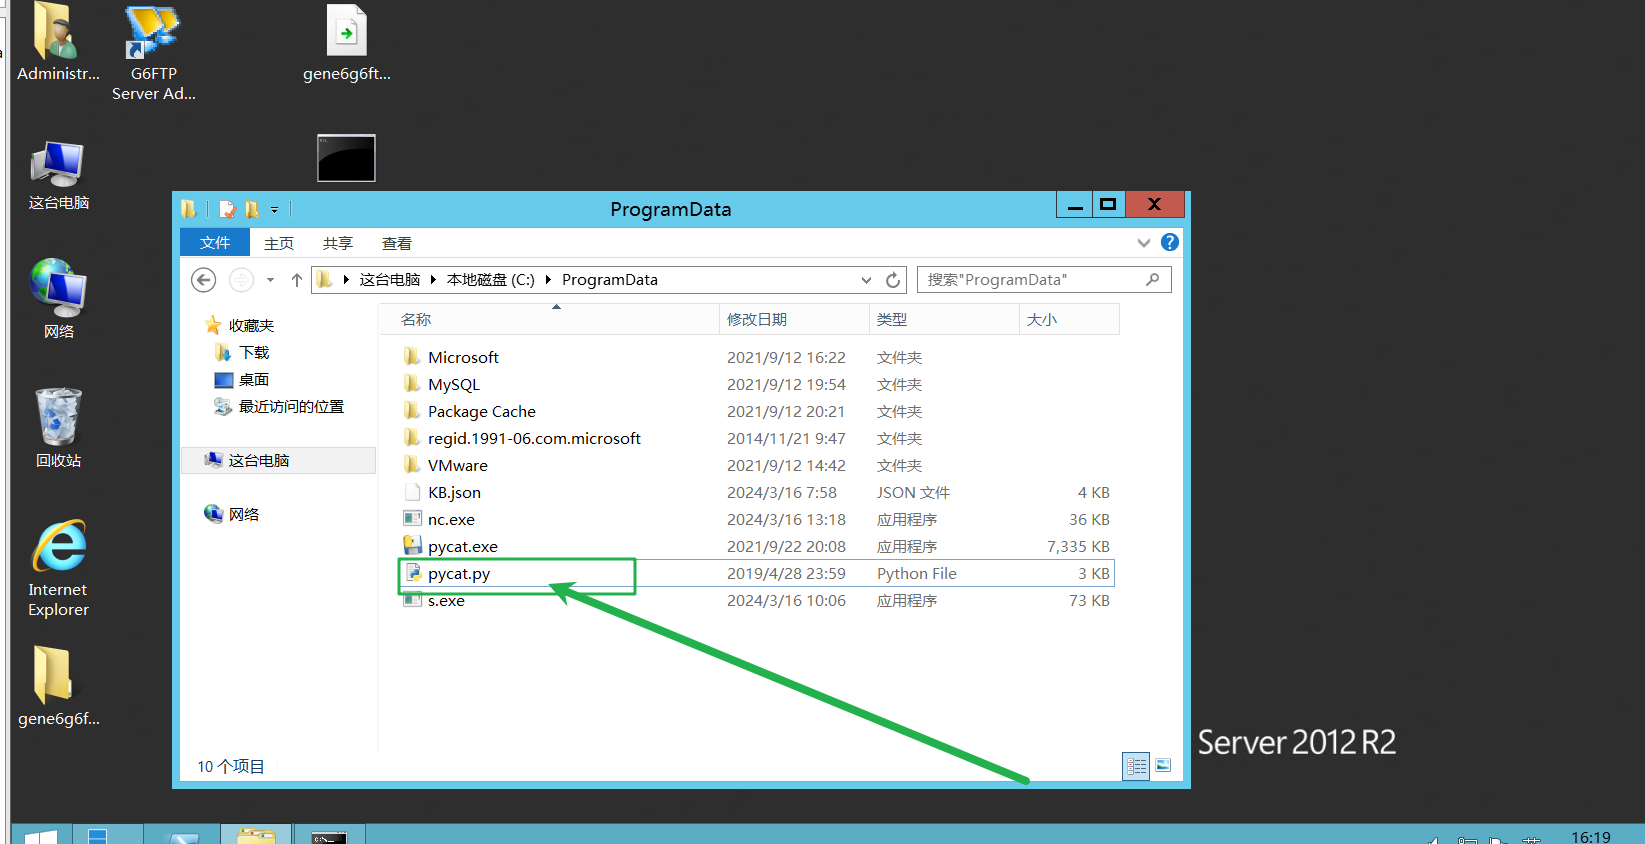 a
Administr...
G6FTP
Server Ad...
gene6g6ft...
这台电脑
网络
回收站
Internet
Explorer
gene6g6f...
ProgramData
文件 主页 共享 查看
这台电脑 本地磁盘 (C:) ProgramData
搜索"ProgramData"
收藏夹
下载
桌面
最近访问的位置
这台电脑
网络
名称 修改日期 类型 大小
Microsoft 2021/9/12 16:22 文件夹
MySQL 2021/9/12 19:54 文件夹
Package Cache 2021/9/12 20:21 文件夹
regid.1991-06.com.microsoft 2014/11/21 9:47 文件夹
VMware 2021/9/12 14:42 文件夹
KB.json 2024/3/16 7:58 JSON 文件 4 KB
nc.exe 2024/3/16 13:18 应用程序 36 KB
pycat.exe 2021/9/22 20:08 应用程序 7,335 KB
pycat.py 2019/4/28 23:59 Python File 3 KB
s.exe 2024/3/16 10:06 应用程序 73 KB
10 个项目
Server 2012 R2
16:19